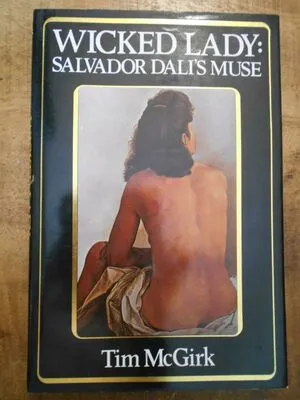 WICKED LADY:
SALVADOR DALI'S MUSE
Tim McGirk